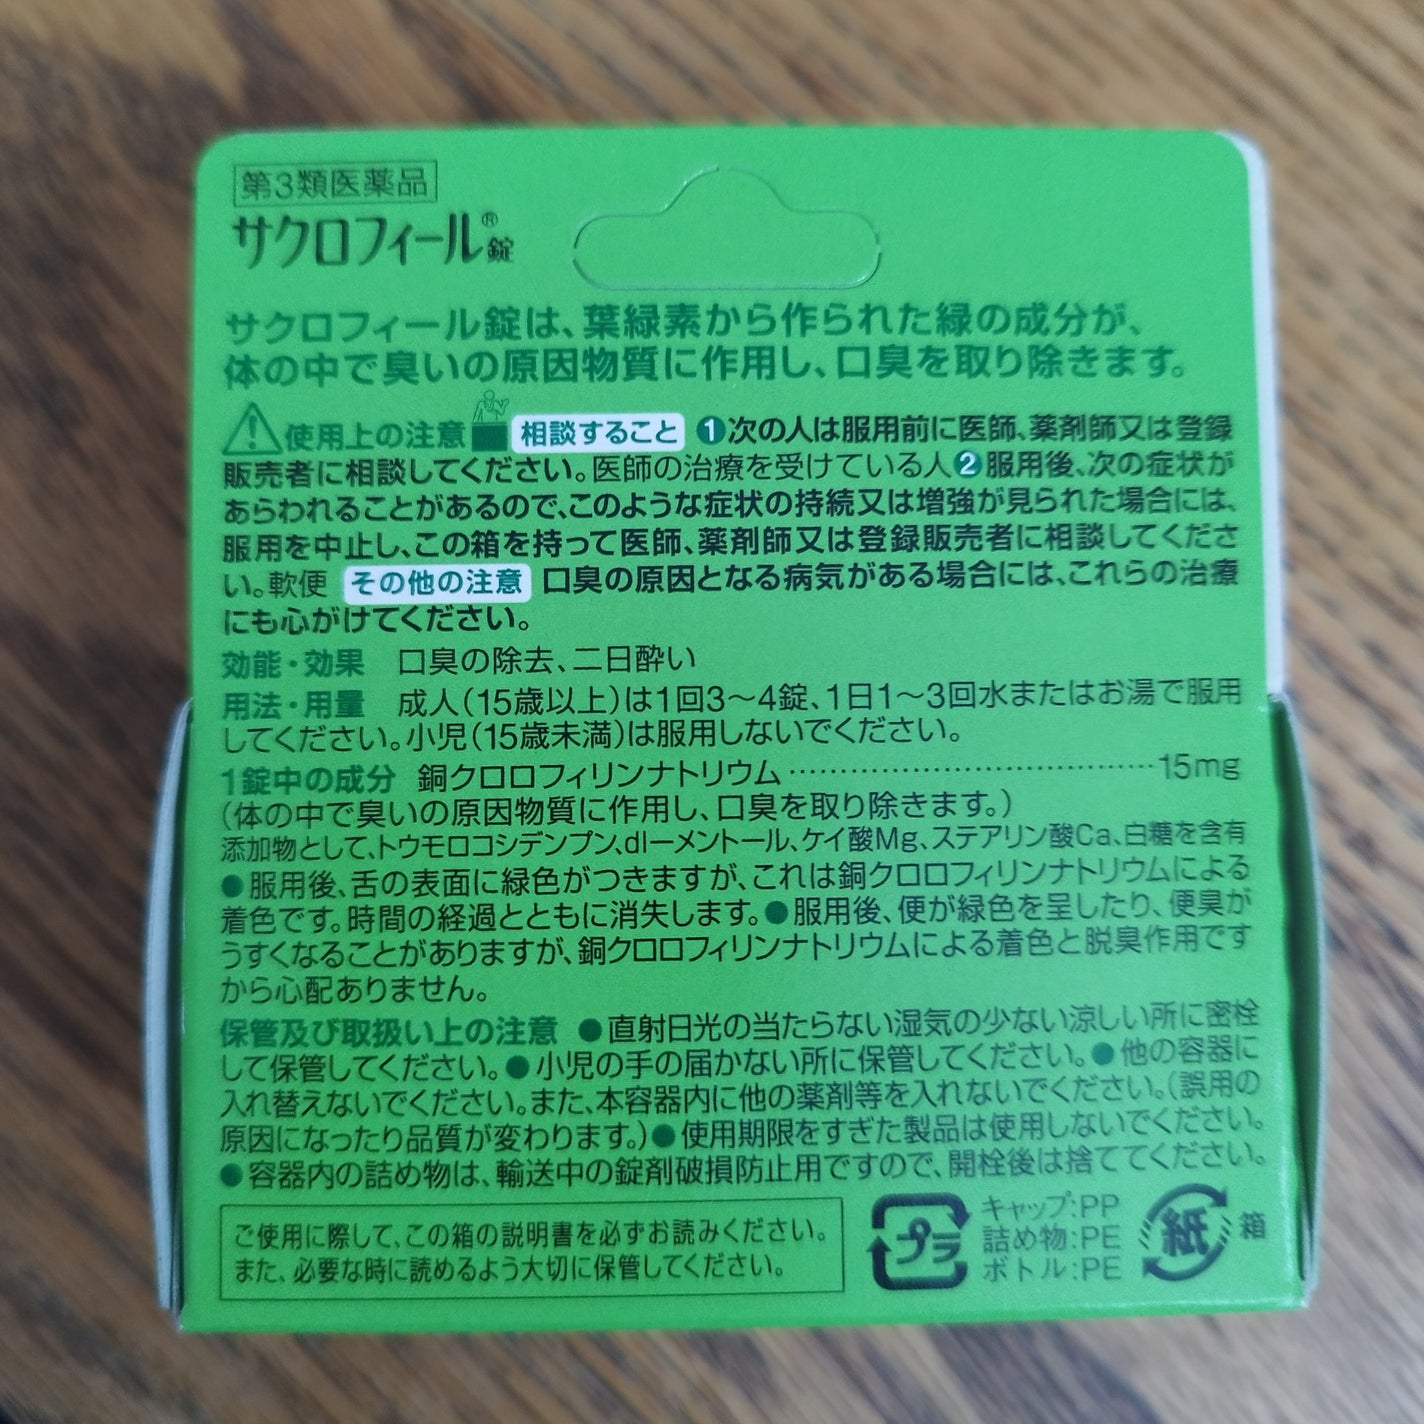 第3類医薬品
サクロフィール®錠
サクロフィール錠は、葉緑素から作られた緑の成分が、
体の中で臭いの原因物質に作用し、口臭を取り除きます。
使用上の注意 相談すること ❶次の人は服用前に医師、薬剤師又は登録
販売者に相談してください。医師の治療を受けている人❷服用後、次の症状が
あらわれることがあるので、このような症状の持続又は増強が見られた場合には、
服用を中止し、この箱を持って医師、薬剤師又は登録販売者に相談してくださ
い。軟便 その他の注意 口臭の原因となる病気がある場合には、これらの治療
にも心がけてください。
効能・効果 口臭の除去、二日酔い
用法・用量 成人(15歳以上)は1回3〜4錠、1日1〜3回水またはお湯で服用
してください。小児(15歳未満)は服用しないでください。
1錠中の成分 銅クロロフィリンナトリウム……………………………15mg
(体の中で臭いの原因物質に作用し、口臭を取り除きます。)
添加物として、トウモロコシデンプン、dl-メントール、ケイ酸Mg、ステアリン酸Ca、白糖を含有
●服用後、舌の表面に緑色がつきますが、これは銅クロロフィリンナトリウムによる
着色です。時間の経過とともに消失します。●服用後、便が緑色を呈したり、便臭が
うすくなることがありますが、銅クロロフィリンナトリウムによる着色と脱臭作用です
から心配ありません。
保管及び取扱い上の注意 ●直射日光の当たらない湿気の少ない涼しい所に密栓
して保管してください。●小児の手の届かない所に保管してください。●他の容器に
入れ替えないでください。また、本容器内に他の薬剤等を入れないでください。(誤用の
原因になったり品質が変わります。)●使用期限をすぎた製品は使用しないでください。
●容器内の詰め物は、輸送中の錠剤破損防止用ですので、開栓後は捨ててください。
ご使用に際して、この箱の説明書を必ずお読みください。
また、必要な時に読めるよう大切に保管してください。
プラ
キャップ:PP
詰め物:PE
ボトル:PE
紙 箱